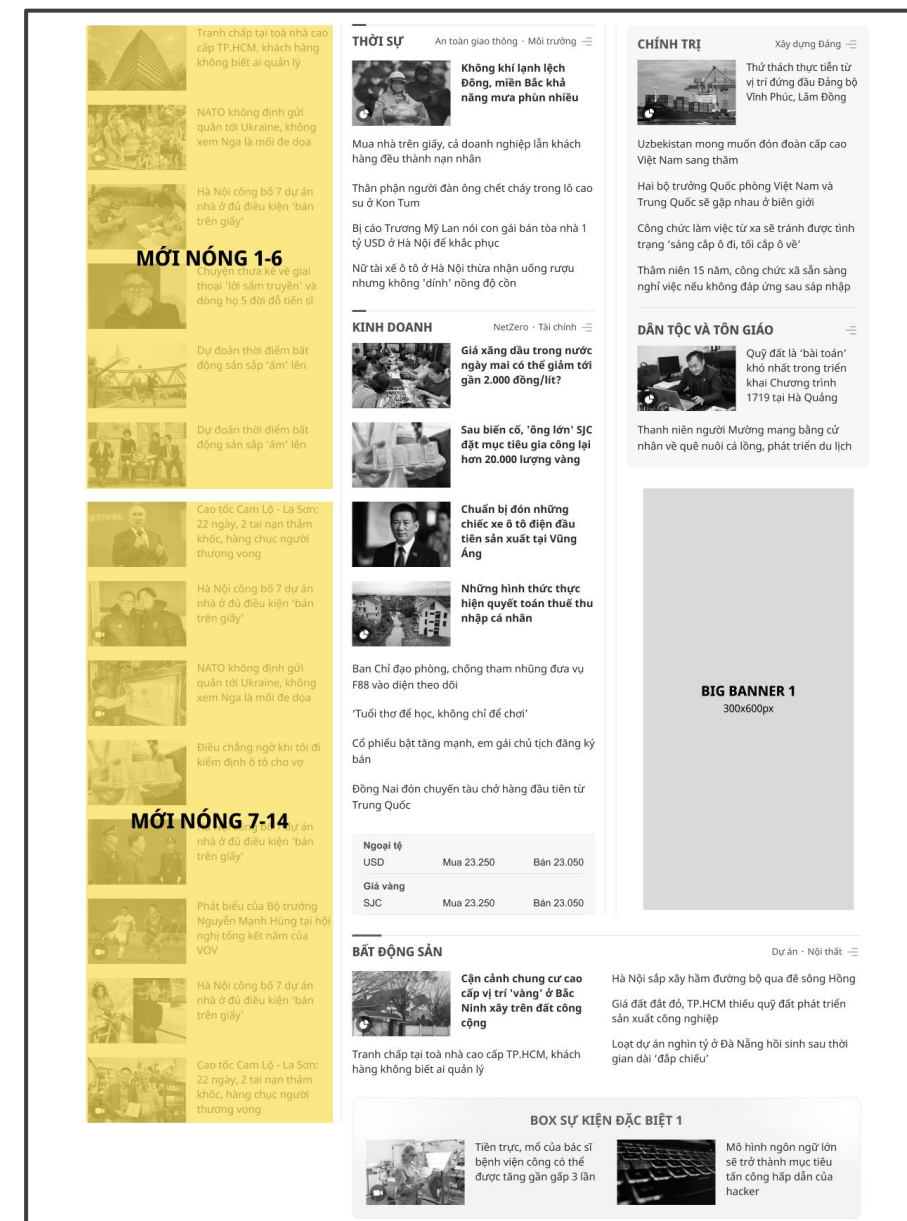 Tranh chấp tại toà nhà cao
cấp TP.HCM, khách hàng
không biết ai quản lý
NATO không định gửi
quân tới Ukraine, không
xem Nga là mối đe dọa
Hà Nội công bố 7 dự án
nhà ở đủ điều kiện ‘bán
trên giấy’
MỚI NÓNG 1-6
Chuyện chưa kể về giai
thoại 'lời sấm truyền' và
dòng họ 5 đời đỗ tiến sĩ
Dự đoán thời điểm bất
động sản sắp ‘ấm’ lên
Dự đoán thời điểm bất
động sản sắp ‘ấm’ lên
Cao tốc Cam Lộ - La Sơn:
22 ngày, 2 tai nạn thảm
khốc, hàng chục người
thương vong
Hà Nội công bố 7 dự án
nhà ở đủ điều kiện ‘bán
trên giấy’
NATO không định gửi
quân tới Ukraine, không
xem Nga là mối đe dọa
Điều chẳng ngờ khi tôi đi
kiểm định ô tô cho vợ
MỚI NÓNG 7-14
nhà ở đủ điều kiện ‘bán
trên giấy’
Phát biểu của Bộ trưởng
Nguyễn Mạnh Hùng tại hội
nghị tổng kết năm của
VOV
Hà Nội công bố 7 dự án
nhà ở đủ điều kiện ‘bán
trên giấy’
Cao tốc Cam Lộ - La Sơn:
22 ngày, 2 tai nạn thảm
khốc, hàng chục người
thương vong
THỜI SỰ An toàn giao thông · Môi trường
Không khí lạnh lệch
Đông, miền Bắc khả
năng mưa phùn nhiều
Mua nhà trên giấy, cả doanh nghiệp lẫn khách
hàng đều thành nạn nhân
Thân phận người đàn ông chết cháy trong lô cao
su ở Kon Tum
Bị cáo Trương Mỹ Lan nói con gái bán tòa nhà 1
tỷ USD ở Hà Nội để khắc phục
Nữ tài xế ô tô ở Hà Nội thừa nhận uống rượu
nhưng không 'dính' nồng độ cồn
KINH DOANH NetZero · Tài chính
Giá xăng dầu trong nước
ngày mai có thể giảm tới
gần 2.000 đồng/lít?
Sau biến cố, 'ông lớn' SJC
đặt mục tiêu gia công lại
hơn 20.000 lượng vàng
Chuẩn bị đón những
chiếc xe ô tô điện đầu
tiên sản xuất tại Vũng
Áng
Những hình thức thực
hiện quyết toán thuế thu
nhập cá nhân
Ban Chỉ đạo phòng, chống tham nhũng đưa vụ
F88 vào diện theo dõi
‘Tuổi thơ để học, không chỉ để chơi’
Cổ phiếu bật tăng mạnh, em gái chủ tịch đăng ký
bán
Đồng Nai đón chuyến tàu chở hàng đầu tiên từ
Trung Quốc
Ngoại tệ
USD Mua 23.250 Bán 23.050
Giá vàng
SJC Mua 23.250 Bán 23.050
CHÍNH TRỊ Xây dựng Đảng
Thử thách thực tiễn từ
vị trí đứng đầu Đảng bộ
Vĩnh Phúc, Lâm Đồng
Uzbekistan mong muốn đón đoàn cấp cao
Việt Nam sang thăm
Hai bộ trưởng Quốc phòng Việt Nam và
Trung Quốc sẽ gặp nhau ở biên giới
Công chức làm việc từ xa sẽ tránh được tình
trạng ‘sáng cắp ô đi, tối cắp ô về’
Thâm niên 15 năm, công chức xã sẵn sàng
nghỉ việc nếu không đáp ứng sau sáp nhập
DÂN TỘC VÀ TÔN GIÁO
Quỹ đất là ‘bài toán’
khó nhất trong triển
khai Chương trình
1719 tại Hà Quảng
Thanh niên người Mường mang bằng cử
nhân về quê nuôi cá lồng, phát triển du lịch
BIG BANNER 1
300x600px
BẤT ĐỘNG SẢN Dự án · Nội thất
Cận cảnh chung cư cao
cấp vị trí 'vàng' ở Bắc
Ninh xây trên đất công
cộng
Tranh chấp tại toà nhà cao cấp TP.HCM, khách
hàng không biết ai quản lý
Hà Nội sắp xây hầm đường bộ qua đê sông Hồng
Giá đất đắt đỏ, TP.HCM thiếu quỹ đất phát triển
sản xuất công nghiệp
Loạt dự án nghìn tỷ ở Đà Nẵng hồi sinh sau thời
gian dài ‘đắp chiếu’
BOX SỰ KIỆN ĐẶC BIỆT 1
Tiền trực, mổ của bác sĩ
bệnh viện công có thể
được tăng gần gấp 3 lần
Mô hình ngôn ngữ lớn
sẽ trở thành mục tiêu
tấn công hấp dẫn của
hacker